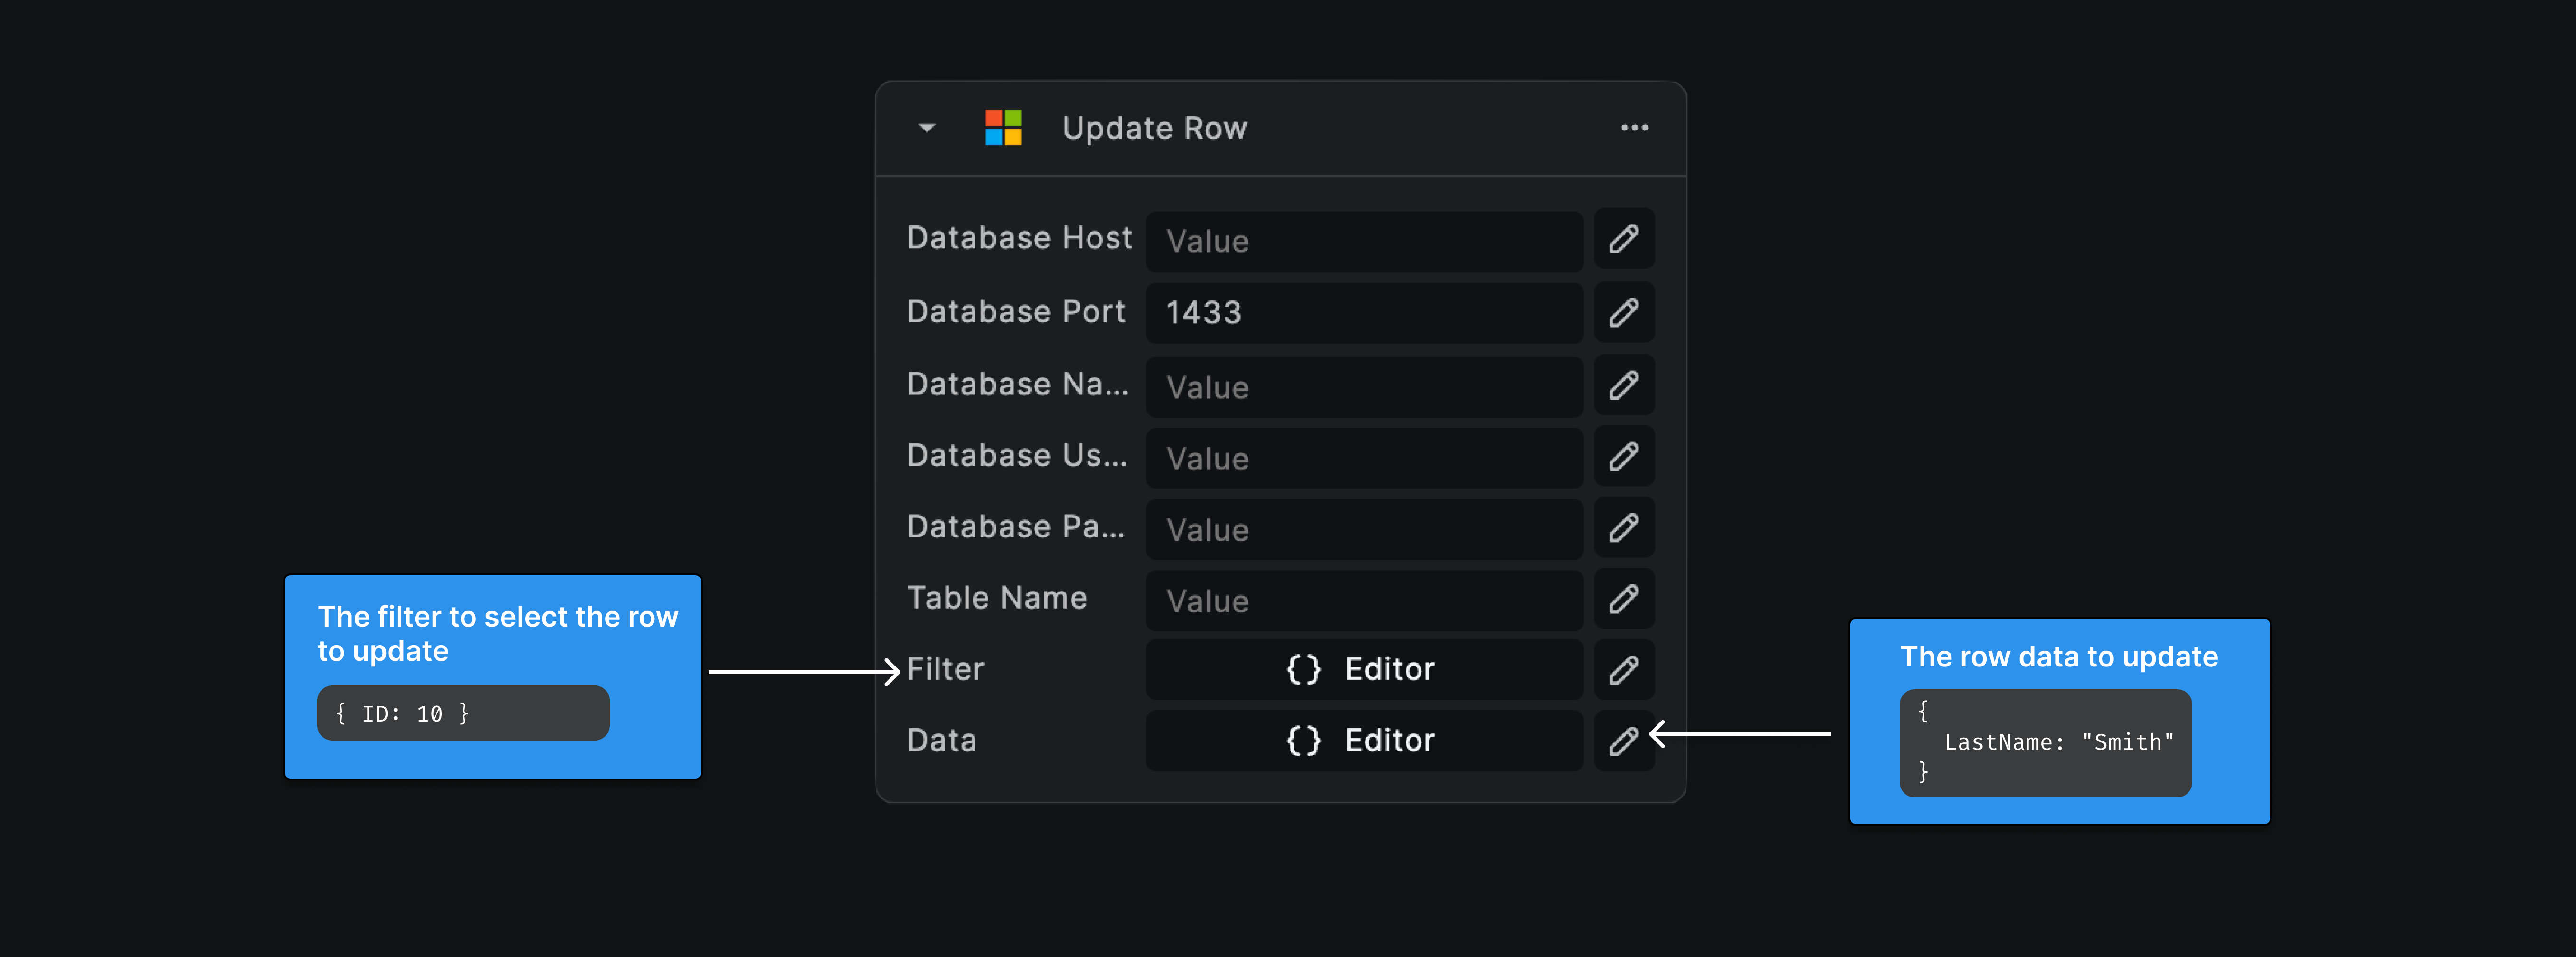 Update Row
Database Host
Value
Database Port
1433
Database Na...
Value
Database Us...
Value
Database Pa...
Value
Table Name
Value
Filter
{} Editor
Data
{} Editor
The filter to select the row
to update
{ ID: 10 }
The row data to update
{
LastName: "Smith"
}